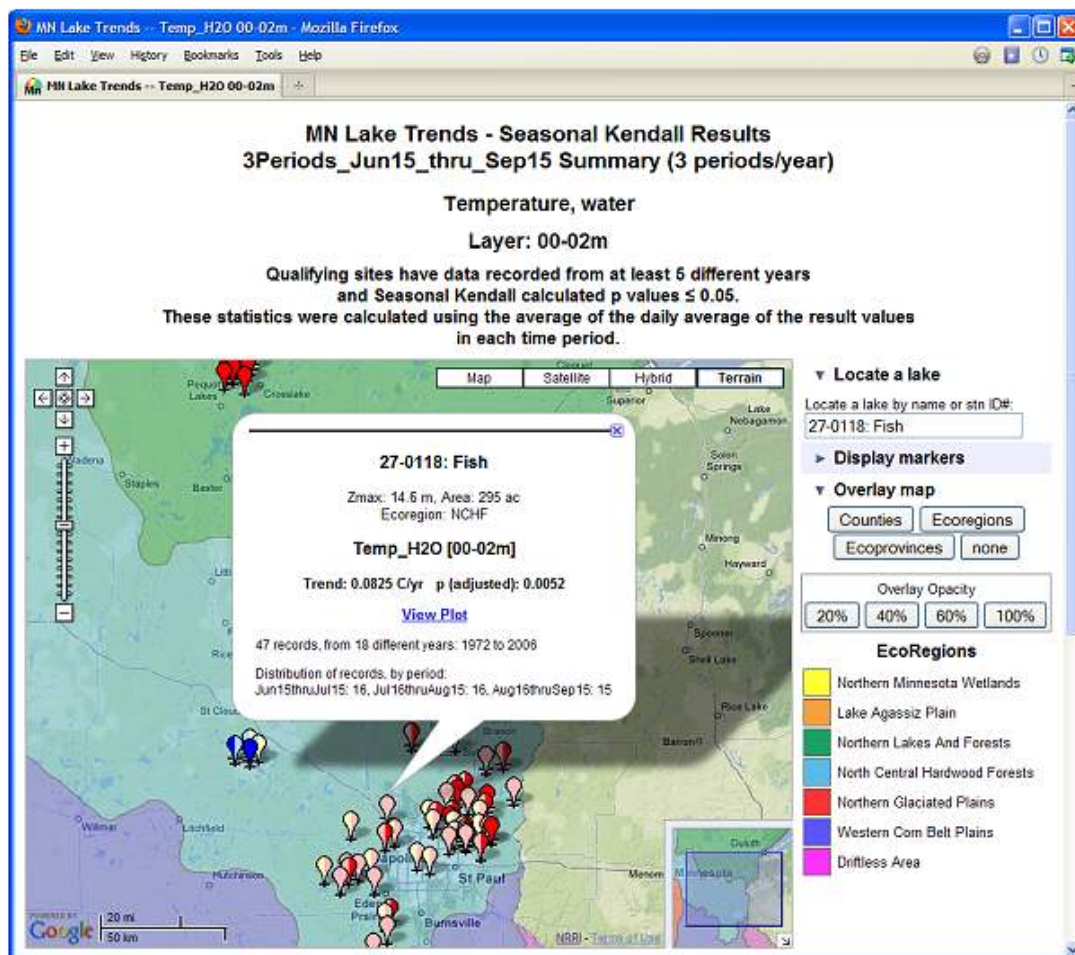 MN Lake Trends -- Temp_H2O 00-02m - Mozilla Firefox
File Edit View History Bookmarks Tools Help
MN Lake Trends -- Temp_H2O 00-02m
MN Lake Trends - Seasonal Kendall Results
3Periods_Jun15_thru_Sep15 Summary (3 periods/year)
Temperature, water
Layer: 00-02m
Qualifying sites have data recorded from at least 5 different years
and Seasonal Kendall calculated p values ≤ 0.05.
These statistics were calculated using the average of the daily average of the result values
in each time period.
Map Satellite Hybrid Terrain
Pequot Lakes
Crosslake
Superior
Lake Nebagamon
Solon Springs
Staples
Baxter
Minong
Hayward
Spooner
Shell Lake
Rice Lake
Barron
St Cloud
Willmar
Litchfield
Hutchinson
St Paul
Eden Prairie
Burnsville
27-0118: Fish
Zmax: 14.6 m, Area: 295 ac
Ecoregion: NCHF
Temp_H2O [00-02m]
Trend: 0.0825 C/yr p (adjusted): 0.0052
View Plot
47 records, from 18 different years: 1972 to 2006
Distribution of records, by period:
Jun15thruJul15: 16, Jul16thruAug15: 16, Aug16thruSep15: 15
POWERED BY
Google
20 mi
50 km
NRRI - Terms of Use
Duluth
Minnesota
Locate a lake
Locate a lake by name or stn ID#:
27-0118: Fish
Display markers
Overlay map
Counties Ecoregions
Ecoprovinces none
Overlay Opacity
20% 40% 60% 100%
EcoRegions
Northern Minnesota Wetlands
Lake Agassiz Plain
Northern Lakes And Forests
North Central Hardwood Forests
Northern Glaciated Plains
Western Corn Belt Plains
Driftless Area